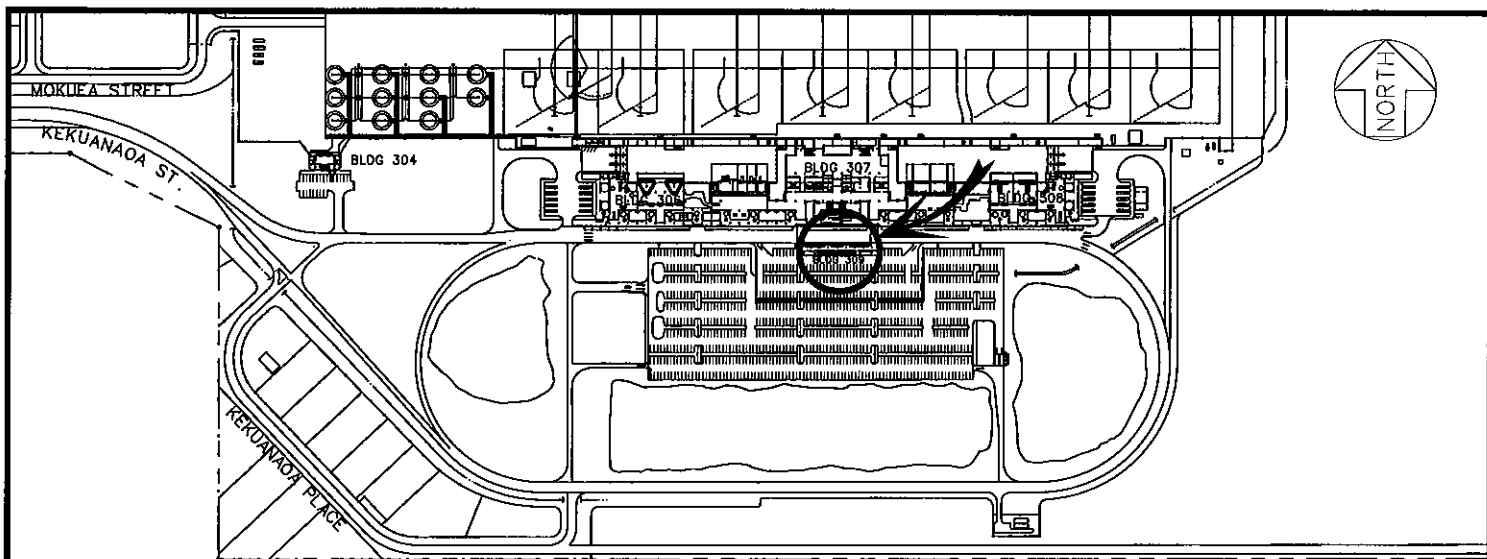 MOKUEA STREET
KEKUANAOA ST.
BLDG 304
BLDG 307
BLDG 306
BLDG 308
BLDG 309
KEKUANAOA PLACE
NORTH